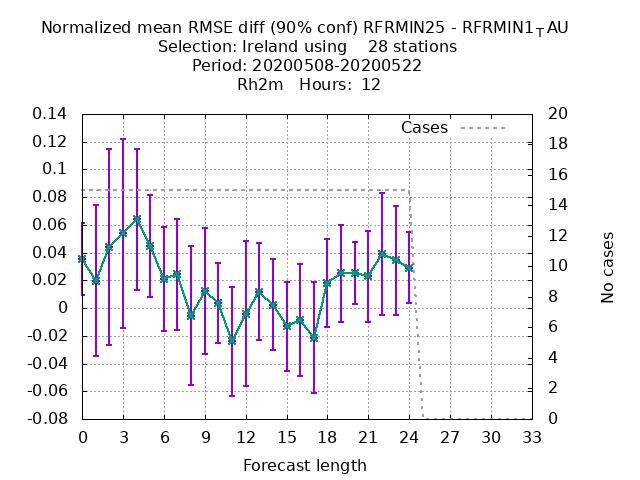 Normalized mean RMSE diff (90% conf) RFRMIN25 - RFRMIN1_TAU
Selection: Ireland using    28 stations
Period: 20200508-20200522
Rh2m   Hours:  12
Cases
0.14
0.12
0.1
0.08
0.06
0.04
0.02
0
-0.02
-0.04
-0.06
-0.08
20
18
16
14
12
10
8
6
4
2
0
No cases
0 3 6 9 12 15 18 21 24 27 30 33
Forecast length